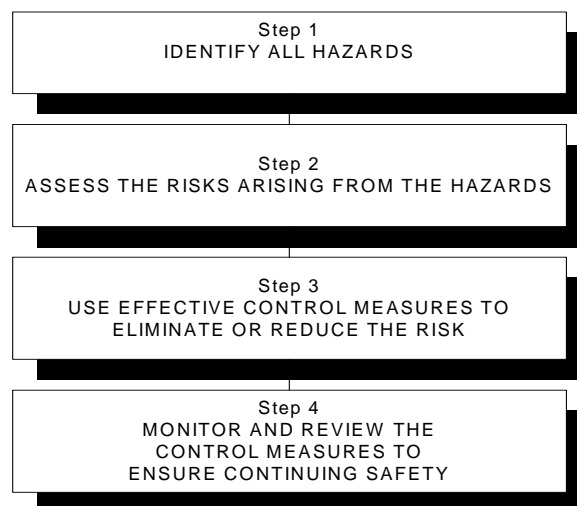 Step 1
IDENTIFY ALL HAZARDS
Step 2
ASSESS THE RISKS ARISING FROM THE HAZARDS
Step 3
USE EFFECTIVE CONTROL MEASURES TO
ELIMINATE OR REDUCE THE RISK
Step 4
MONITOR AND REVIEW THE
CONTROL MEASURES TO
ENSURE CONTINUING SAFETY